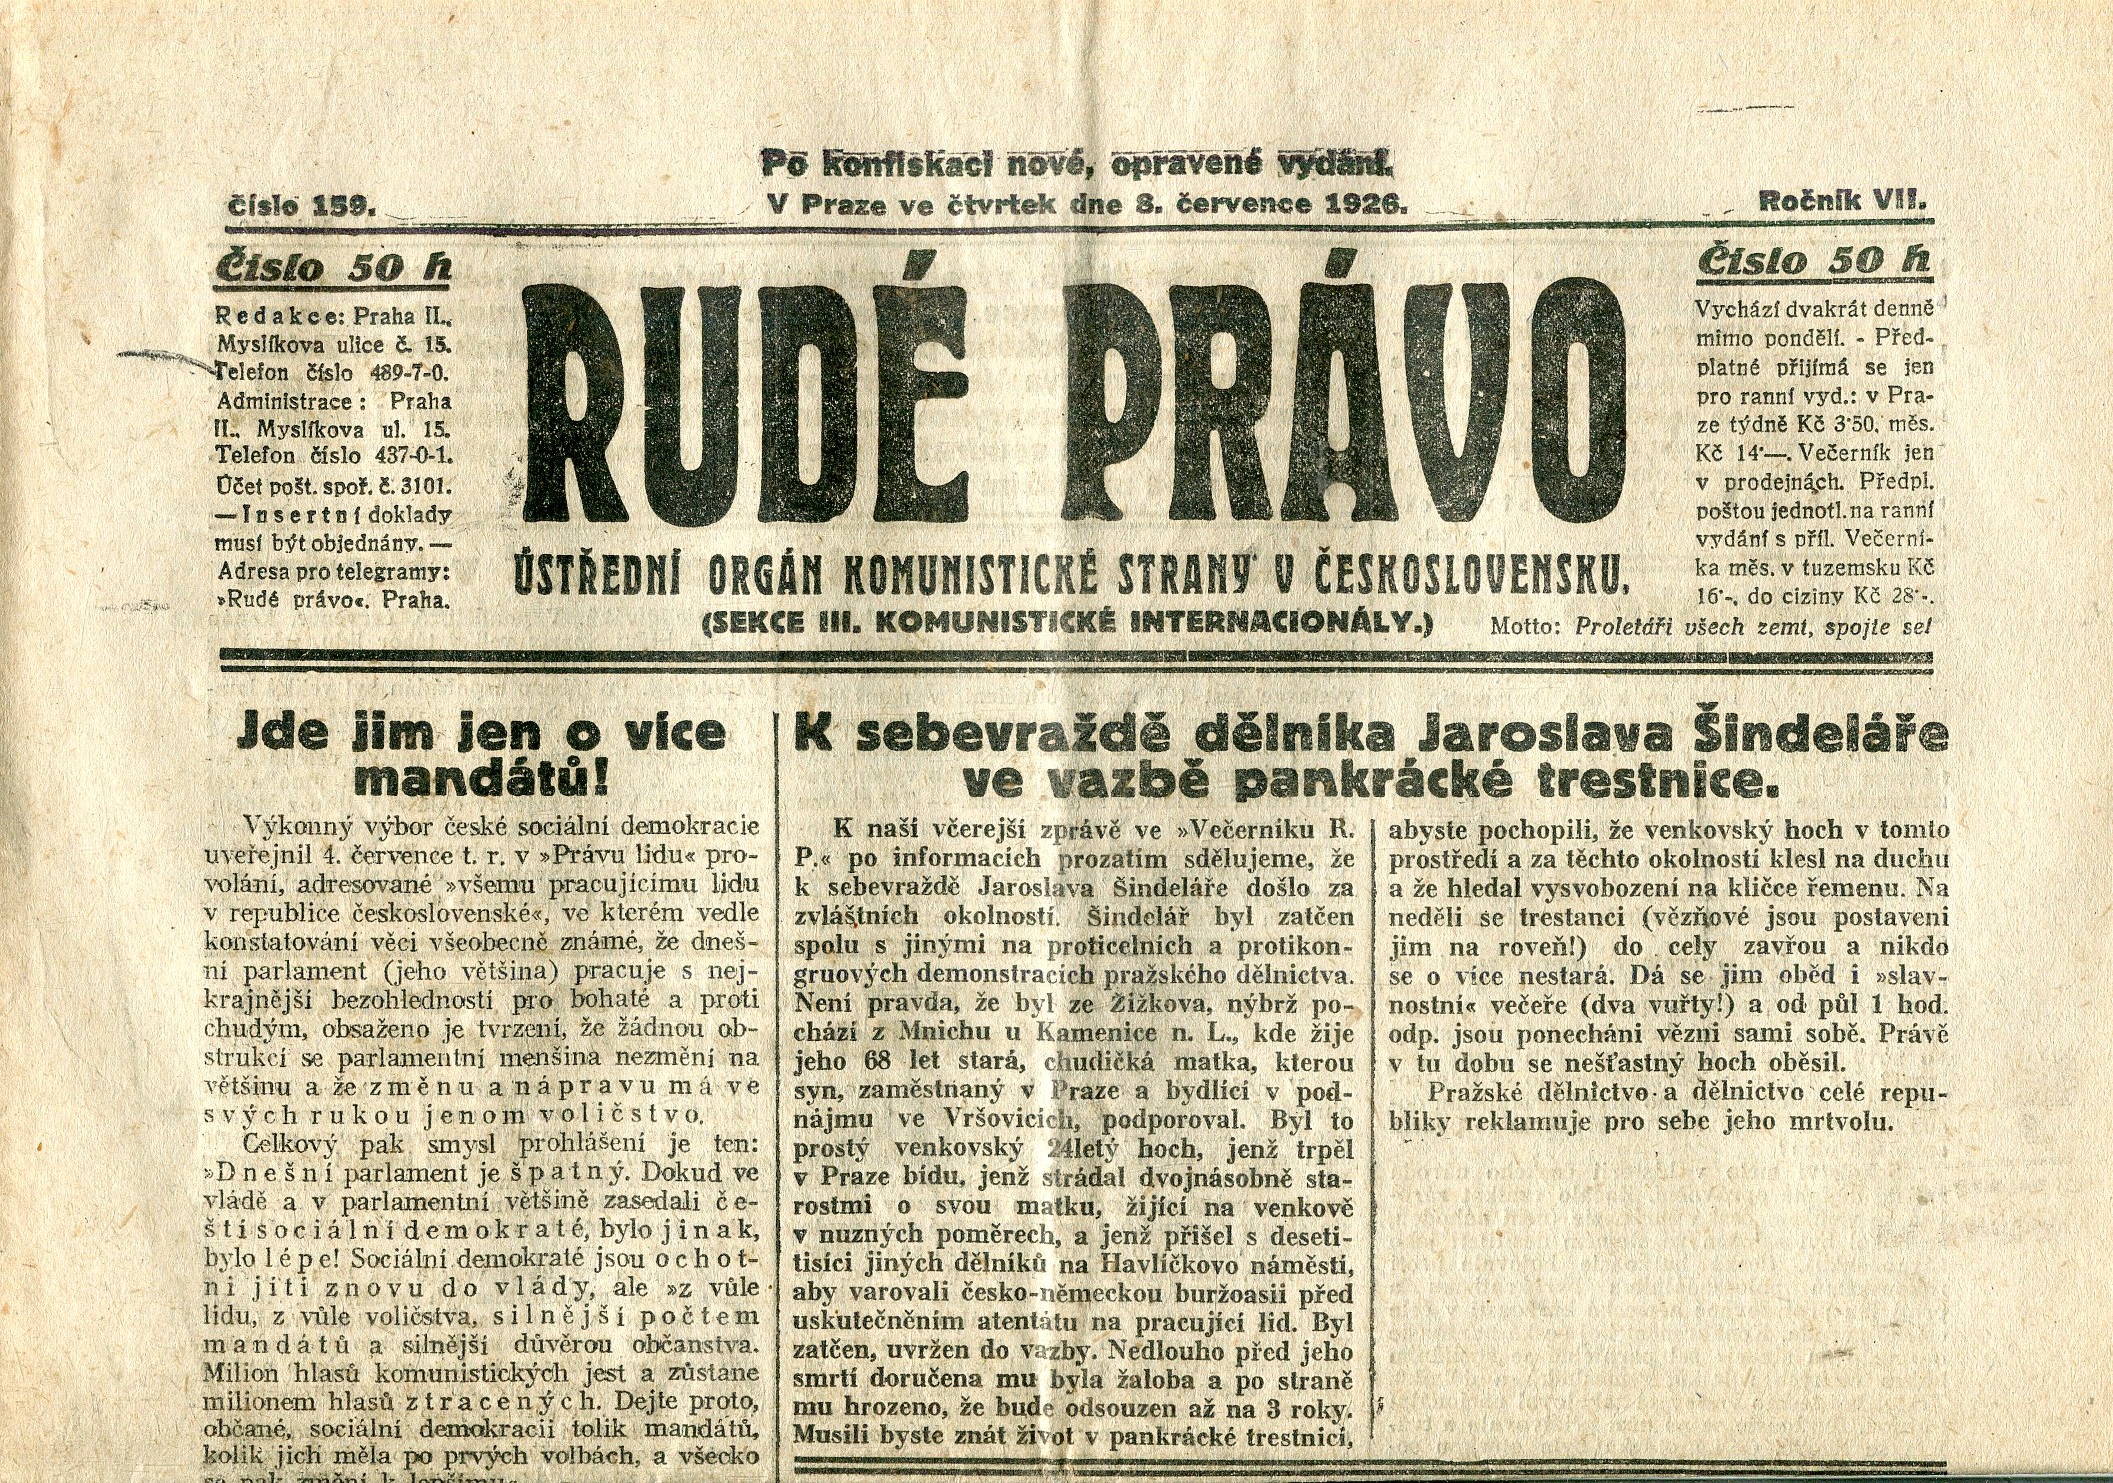 Po konfiskaci nové, opravené vydání.
číslo 159.
V Praze ve čtvrtek dne 8. července 1926.
Ročník VII.
Číslo 50 h
Redakce: Praha II.,
Myslíkova ulice č. 15.
Telefon číslo 489-7-0.
Administrace: Praha
II., Myslíkova ul. 15.
Telefon číslo 437-0-1.
Účet pošt. spoř. č. 3101.
— Insertní doklady
musí být objednány. —
Adresa pro telegramy:
»Rudé právo«. Praha.
RUDÉ PRÁVO
ÚSTŘEDNÍ ORGÁN KOMUNISTICKÉ STRANY V ČESKOSLOVENSKU.
(SEKCE III. KOMUNISTICKÉ INTERNACIONÁLY.)
Motto: Proletáři všech zemí, spojte se!
Číslo 50 h
Vychází dvakrát denně
mimo pondělí. - Před-
platné přijímá se jen
pro ranní vyd.: v Pra-
ze týdně Kč 3·50, měs.
Kč 14·—. Večerník jen
v prodejnách. Předpl.
poštou jednotl. na ranní
vydání s příl. Večerní-
ka měs. v tuzemsku Kč
16·-, do ciziny Kč 28·-.
Jde jim jen o více
mandátů!
Výkonný výbor české sociální demokracie
uveřejnil 4. července t. r. v »Právu lidu« pro-
volání, adresované »všemu pracujícímu lidu
v republice československé«, ve kterém vedle
konstatování věci všeobecně známé, že dneš-
ní parlament (jeho většina) pracuje s nej-
krajnější bezohledností pro bohaté a proti
chudým, obsaženo je tvrzení, že žádnou ob-
strukcí se parlamentní menšina nezmění na
většinu a že změnu a nápravu má ve
svých rukou jenom voličstvo.
Celkový pak smysl prohlášení je ten:
»Dnešní parlament je špatný. Dokud ve
vládě a v parlamentní většině zasedali če-
ští sociální demokraté, bylo jinak,
bylo lépe! Sociální demokraté jsou ochot-
ni jíti znovu do vlády, ale »z vůle
lidu, z vůle voličstva, silnější počtem
mandátů a silnější důvěrou občanstva.
Milion hlasů komunistických jest a zůstane
milionem hlasů ztracených. Dejte proto,
občané, sociální demokracii tolik mandátů,
kolik jich měla po prvých volbách, a všecko
se pak změní k lepšímu«
K sebevraždě dělníka Jaroslava Šindeláře
ve vazbě pankrácké trestnice.
K naší včerejší zprávě ve »Večerníku R.
P.« po informacích prozatím sdělujeme, že
k sebevraždě Jaroslava Šindeláře došlo za
zvláštních okolností. Šindelář byl zatčen
spolu s jinými na proticelních a protikon-
gruových demonstracích pražského dělnictva.
Není pravda, že byl ze Žižkova, nýbrž po-
chází z Mnichu u Kamenice n. L., kde žije
jeho 68 let stará, chudičká matka, kterou
syn, zaměstnaný v Praze a bydlící v pod-
nájmu ve Vršovicích, podporoval. Byl to
prostý venkovský 24letý hoch, jenž trpěl
v Praze bídu, jenž strádal dvojnásobně sta-
rostmi o svou matku, žijící na venkově
v nuzných poměrech, a jenž přišel s deseti-
tisíci jiných dělníků na Havlíčkovo náměstí,
aby varovali česko-německou buržoasii před
uskutečněním atentátu na pracující lid. Byl
zatčen, uvržen do vazby. Nedlouho před jeho
smrtí doručena mu byla žaloba a po straně
mu hrozeno, že bude odsouzen až na 3 roky.
Musili byste znát život v pankrácké trestnici,
abyste pochopili, že venkovský hoch v tomto
prostředí a za těchto okolností klesl na duchu
a že hledal vysvobození na kličce řemenu. Na
neděli se trestanci (vězňové jsou postaveni
jim na roveň!) do cely zavřou a nikdo
se o více nestará. Dá se jim oběd i »slav-
nostní« večeře (dva vuřty!) a od půl 1 hod.
odp. jsou ponecháni vězni sami sobě. Právě
v tu dobu se nešťastný hoch oběsil.
Pražské dělnictvo a dělnictvo celé repu-
bliky reklamuje pro sebe jeho mrtvolu.